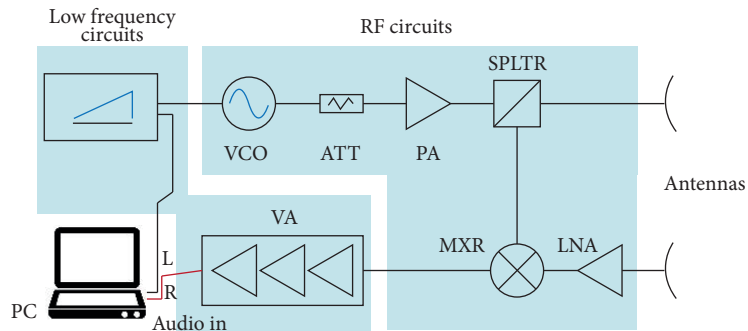 Low frequency
circuits
RF circuits
SPLTR
VCO
ATT
PA
Antennas
VA
MXR
LNA
L
R
PC
Audio in